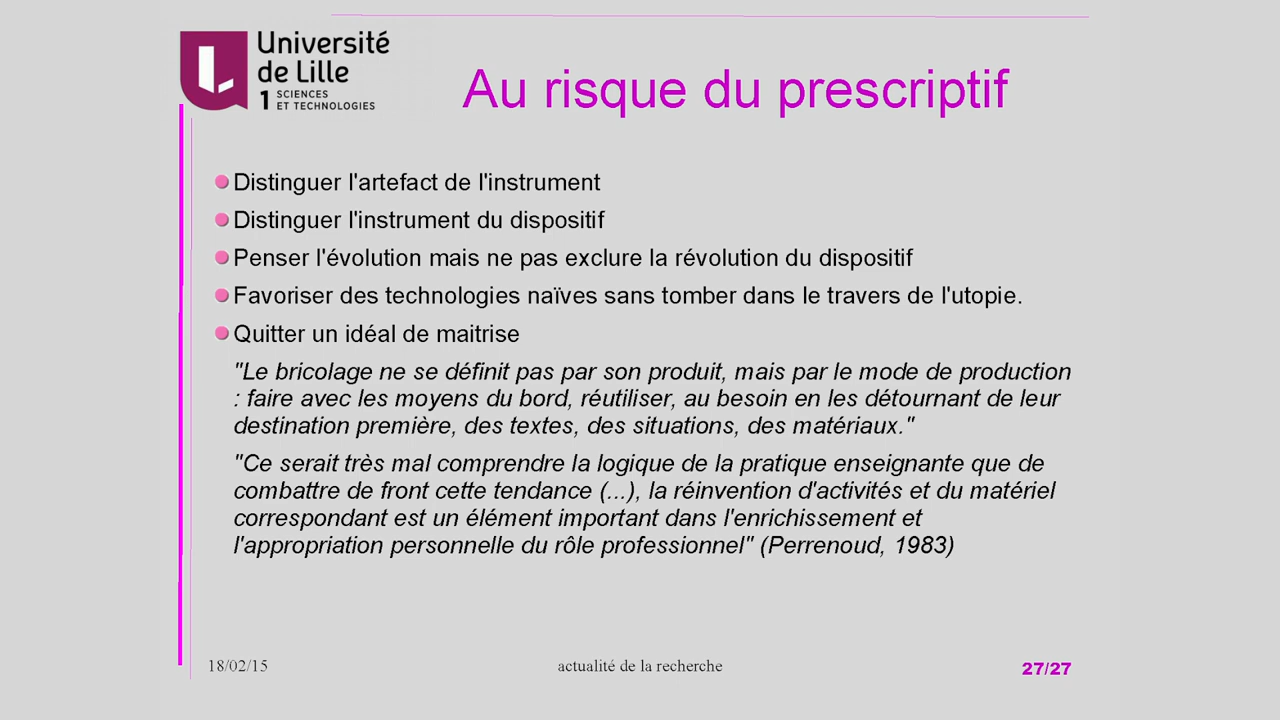 Université
de Lille
1 SCIENCES
ET TECHNOLOGIES
Au risque du prescriptif
Distinguer l'artefact de l'instrument
Distinguer l'instrument du dispositif
Penser l'évolution mais ne pas exclure la révolution du dispositif
Favoriser des technologies naïves sans tomber dans le travers de l'utopie.
Quitter un idéal de maitrise
"Le bricolage ne se définit pas par son produit, mais par le mode de production
: faire avec les moyens du bord, réutiliser, au besoin en les détournant de leur
destination première, des textes, des situations, des matériaux."
"Ce serait très mal comprendre la logique de la pratique enseignante que de
combattre de front cette tendance (...), la réinvention d'activités et du matériel
correspondant est un élément important dans l'enrichissement et
l'appropriation personnelle du rôle professionnel" (Perrenoud, 1983)
18/02/15
actualité de la recherche
27/27